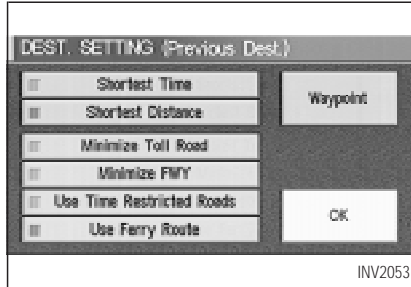 DEST. SETTING (Previous Dest.)
Shortest Time
Shortest Distance
Waypoint
Minimize Toll Road
Minimize FWY
Use Time Restricted Roads
Use Ferry Route
OK
INV2053